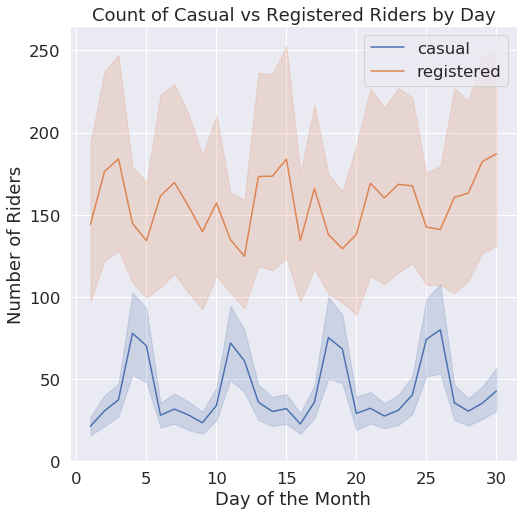 Count of Casual vs Registered Riders by Day
casual
registered
Number of Riders
250
200
150
100
50
0
0 5 10 15 20 25 30
Day of the Month